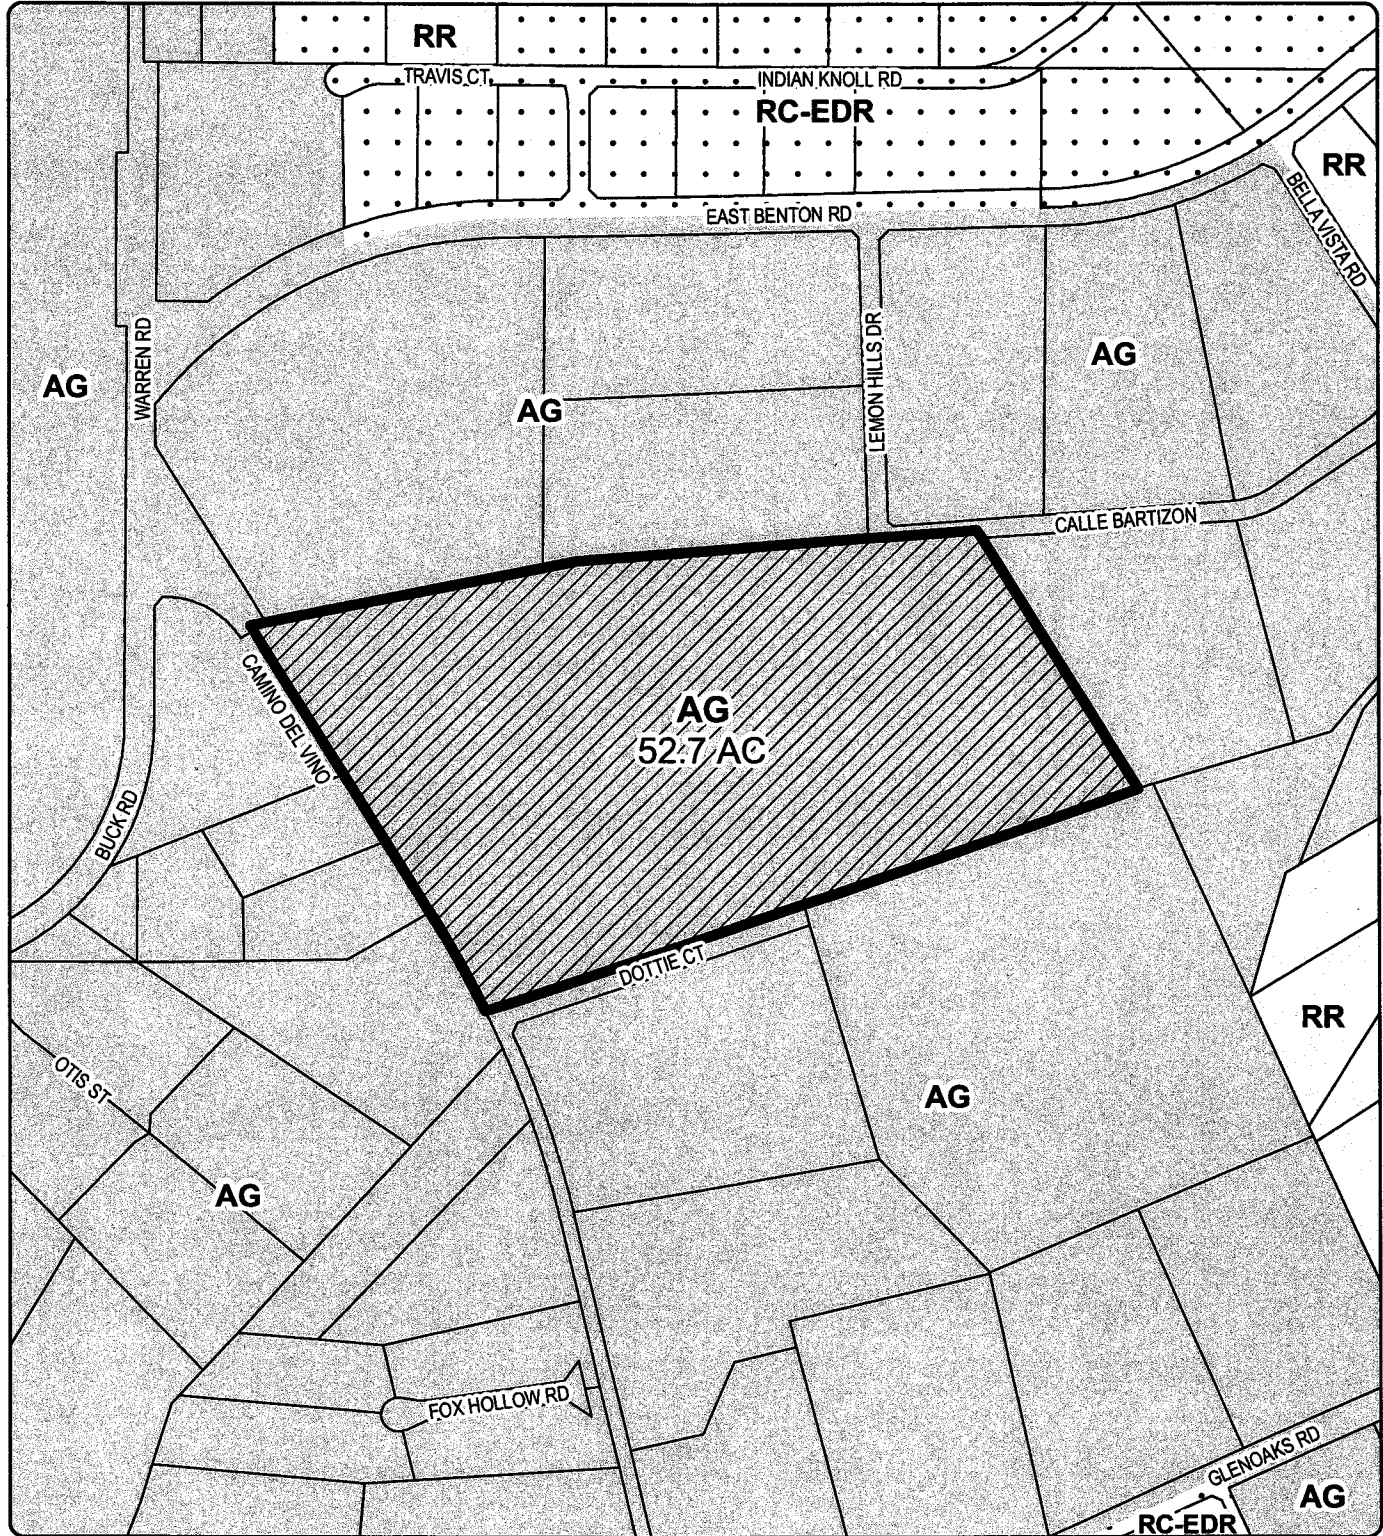 RR
TRAVIS CT
INDIAN KNOLL RD
RC-EDR
RR
EAST BENTON RD
BELLA VISTA RD
WARREN RD
LEMON HILLS DR
AG
AG
AG
CALLE BARTIZON
CAMINO DEL VINO
AG
52.7 AC
BUCK RD
DOTTIE CT
RR
OTIS ST
AG
AG
FOX HOLLOW RD
GLENOAKS RD
AG
RC-EDR